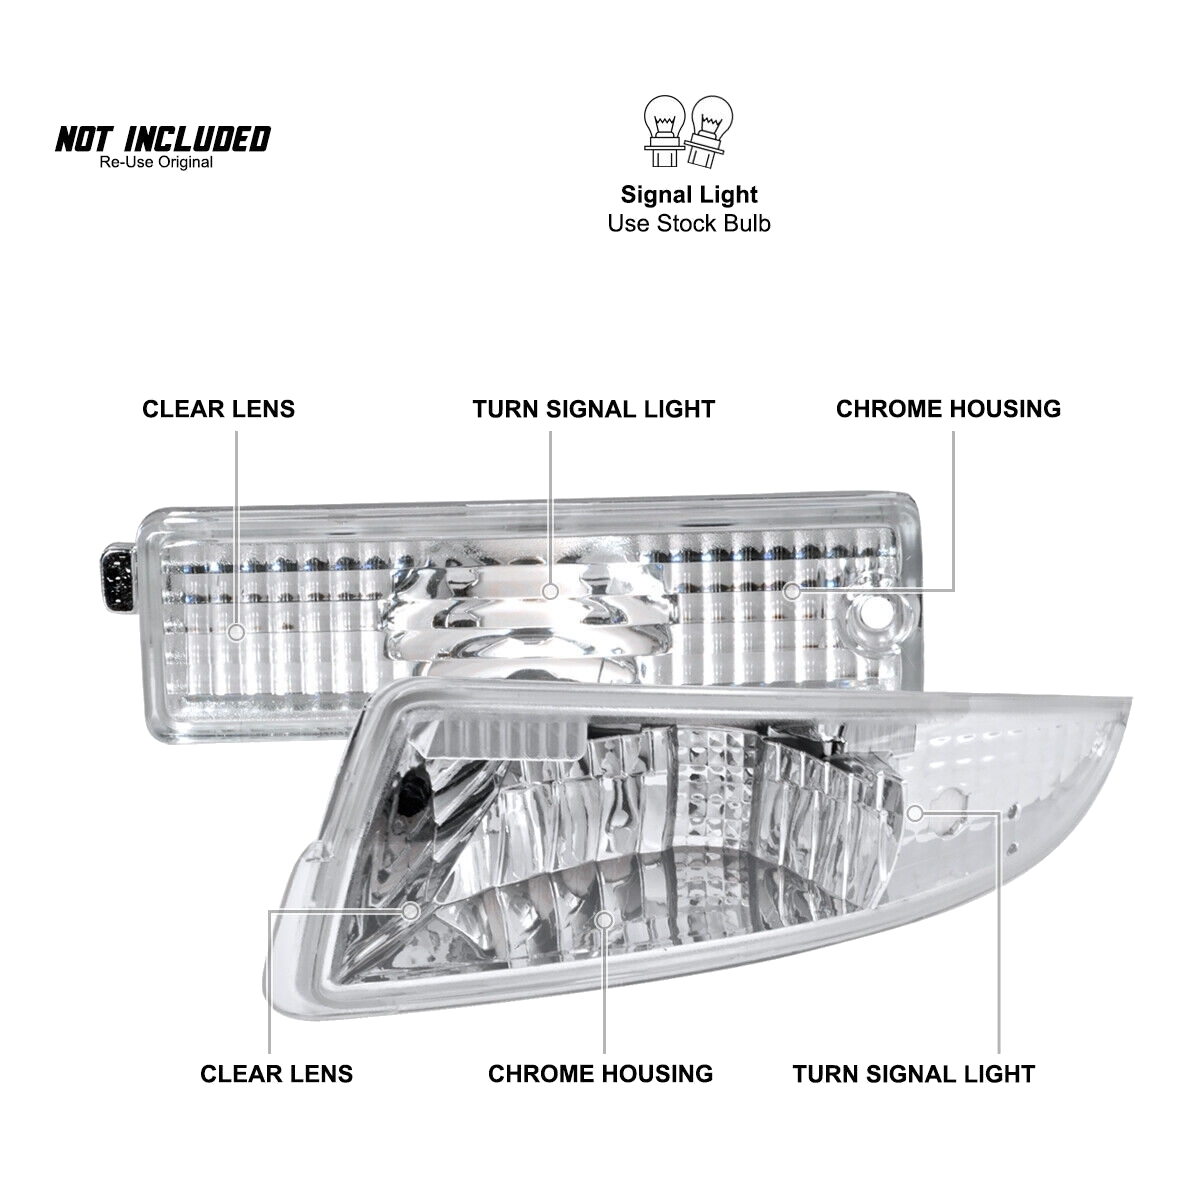 NOT INCLUDED
Re-Use Original
Signal Light
Use Stock Bulb
CLEAR LENS
TURN SIGNAL LIGHT
CHROME HOUSING
CLEAR LENS
CHROME HOUSING
TURN SIGNAL LIGHT